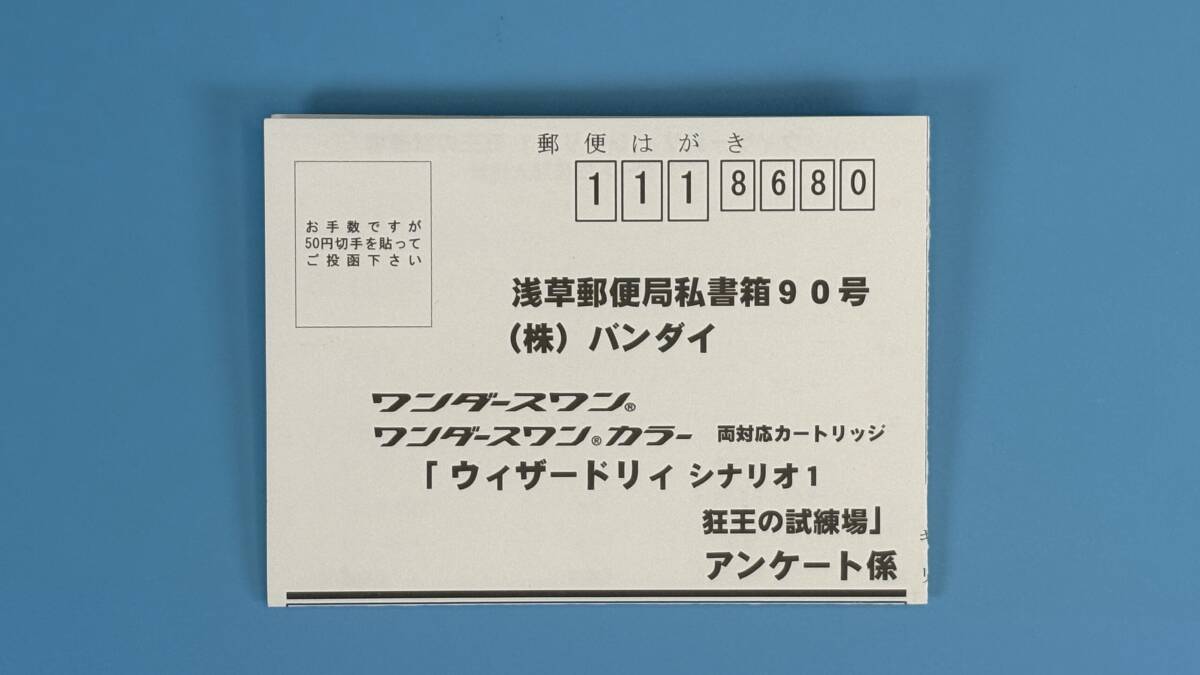 郵便はがき
111 8680
お手数ですが
50円切手を貼って
ご投函下さい
浅草郵便局私書箱90号
(株) バンダイ
ワンダースワン®
ワンダースワン®カラー 両対応カートリッジ
「ウィザードリィ シナリオ1
狂王の試練場」
アンケート係
キリ